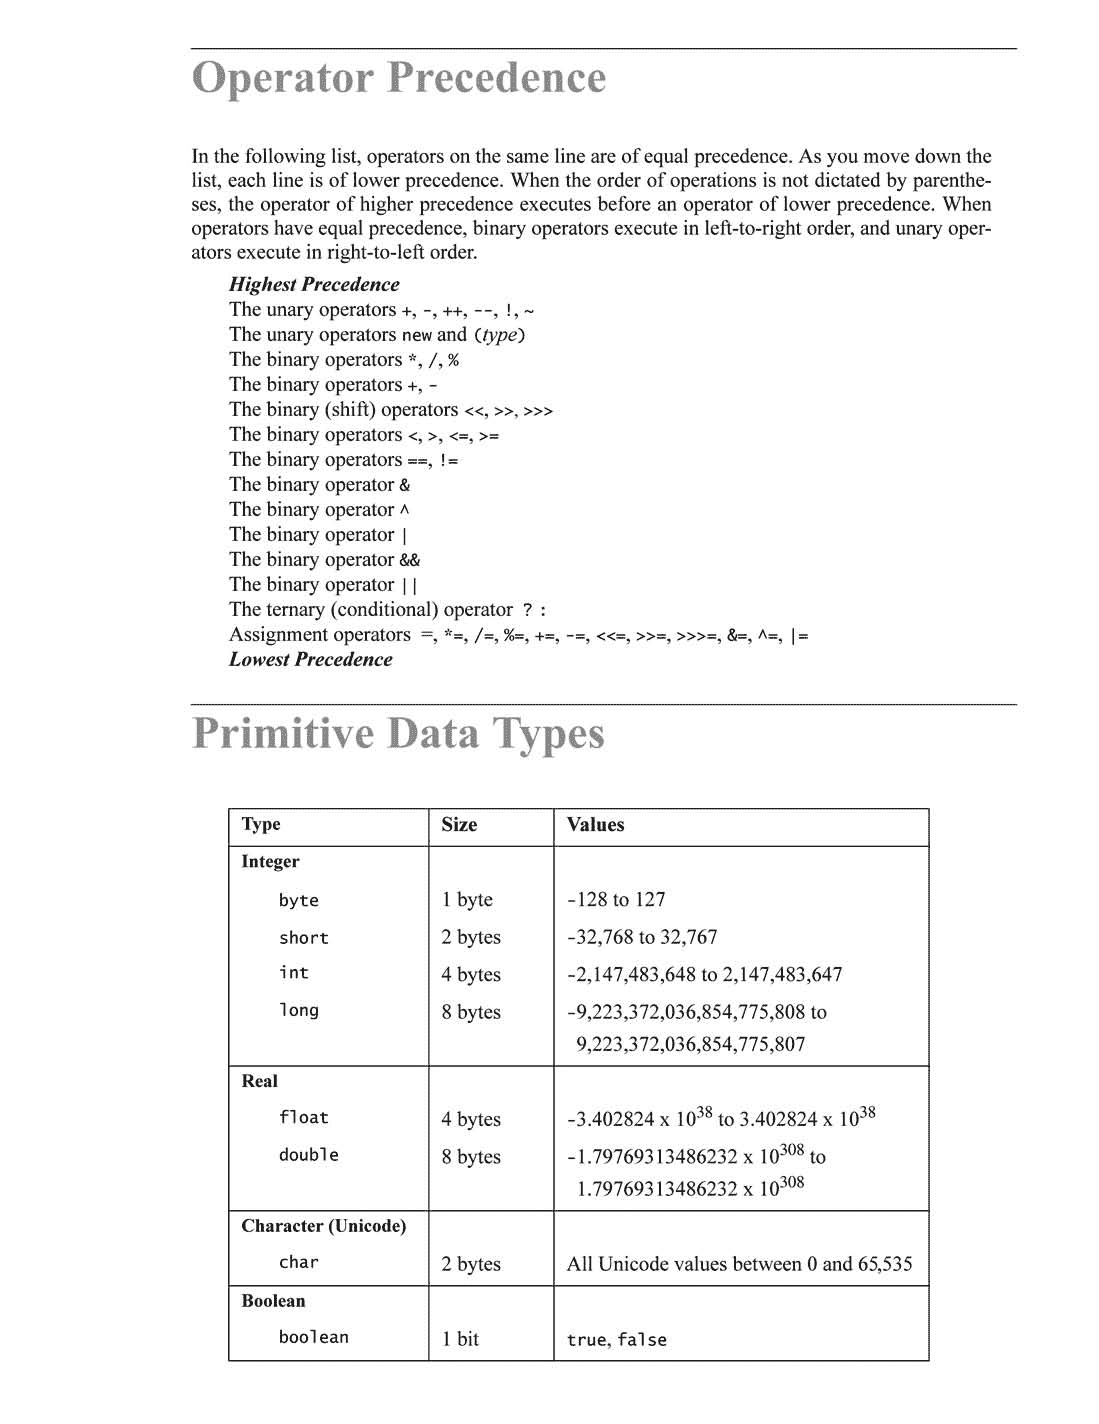 Operator Precedence
In the following list, operators on the same line are of equal precedence. As you move down the
list, each line is of lower precedence. When the order of operations is not dictated by parenthe-
ses, the operator of higher precedence executes before an operator of lower precedence. When
operators have equal precedence, binary operators execute in left-to-right order, and unary oper-
ators execute in right-to-left order.
Highest Precedence
The unary operators +, -, ++, --, !, ~
The unary operators new and (type)
The binary operators *, /, %
The binary operators +, -
The binary (shift) operators <<, >>, >>>
The binary operators <, >, <=, >=
The binary operators ==, !=
The binary operator &
The binary operator ^
The binary operator |
The binary operator &&
The binary operator ||
The ternary (conditional) operator ? :
Assignment operators =, *=, /=, %=, +=, -=, <<=, >>=, >>>=, &=, ^=, |=
Lowest Precedence
Primitive Data Types
Type Size Values
Integer
byte 1 byte -128 to 127
short 2 bytes -32,768 to 32,767
int 4 bytes -2,147,483,648 to 2,147,483,647
long 8 bytes -9,223,372,036,854,775,808 to
9,223,372,036,854,775,807
Real
float 4 bytes -3.402824 x 10^38 to 3.402824 x 10^38
double 8 bytes -1.79769313486232 x 10^308 to
1.79769313486232 x 10^308
Character (Unicode)
char 2 bytes All Unicode values between 0 and 65,535
Boolean
boolean 1 bit true, false